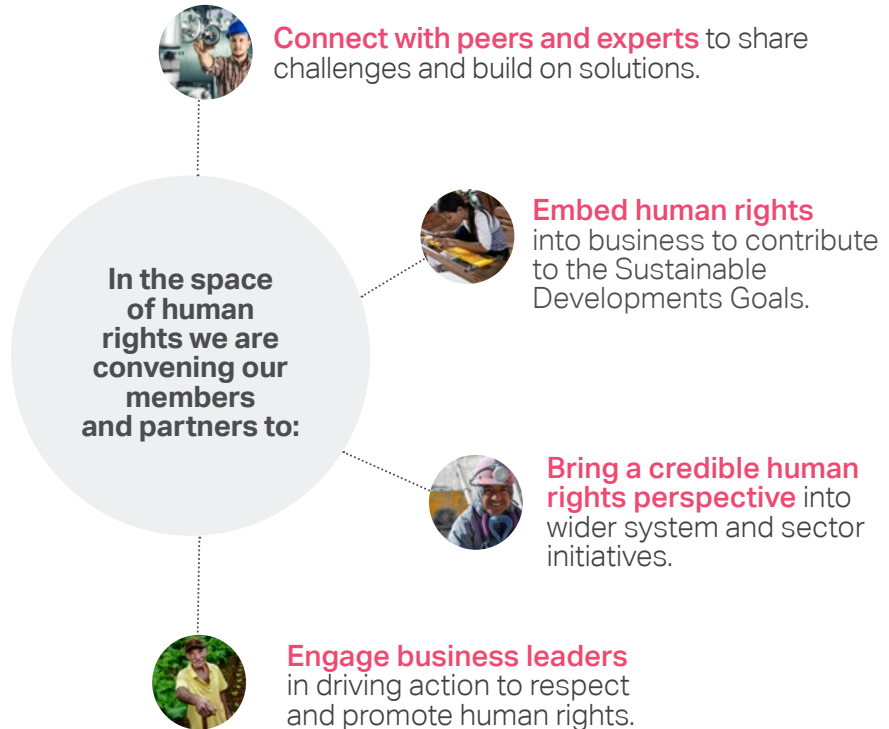 Connect with peers and experts to share
challenges and build on solutions.
In the space
of human
rights we are
convening our
members
and partners to:
Embed human rights
into business to contribute
to the Sustainable
Developments Goals.
Bring a credible human
rights perspective into
wider system and sector
initiatives.
Engage business leaders
in driving action to respect
and promote human rights.